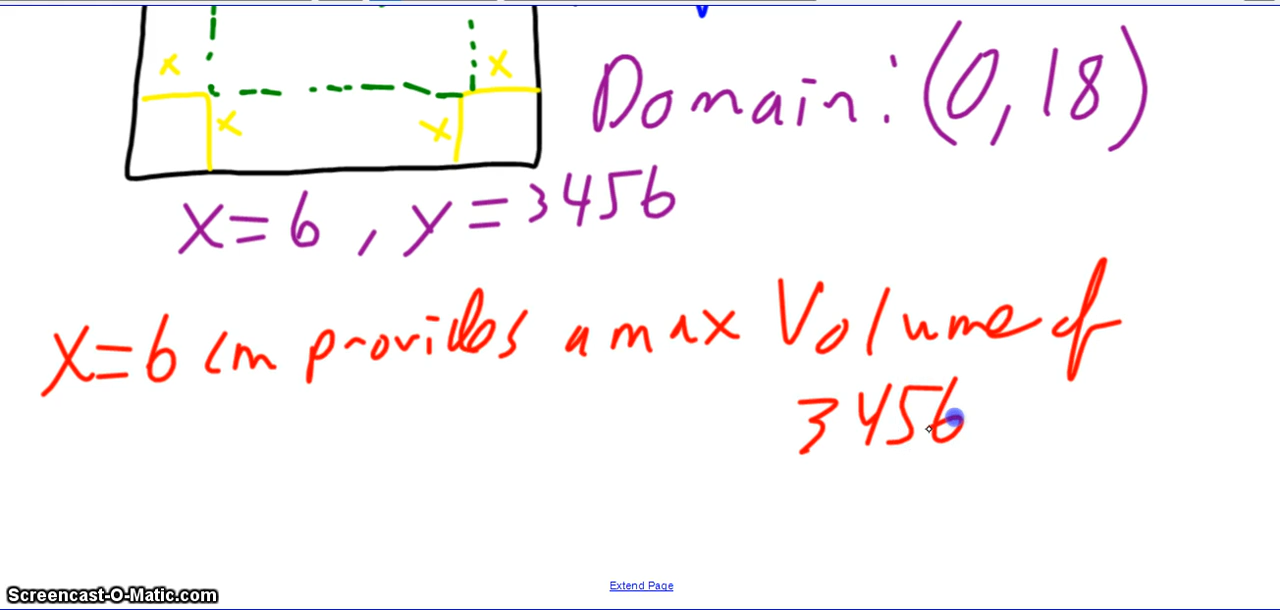 x x
x x
Domain: (0, 18)
x = 6, y = 3456
x = 6 cm provides a max Volume of
3456
Extend Page
Screencast-O-Matic.com